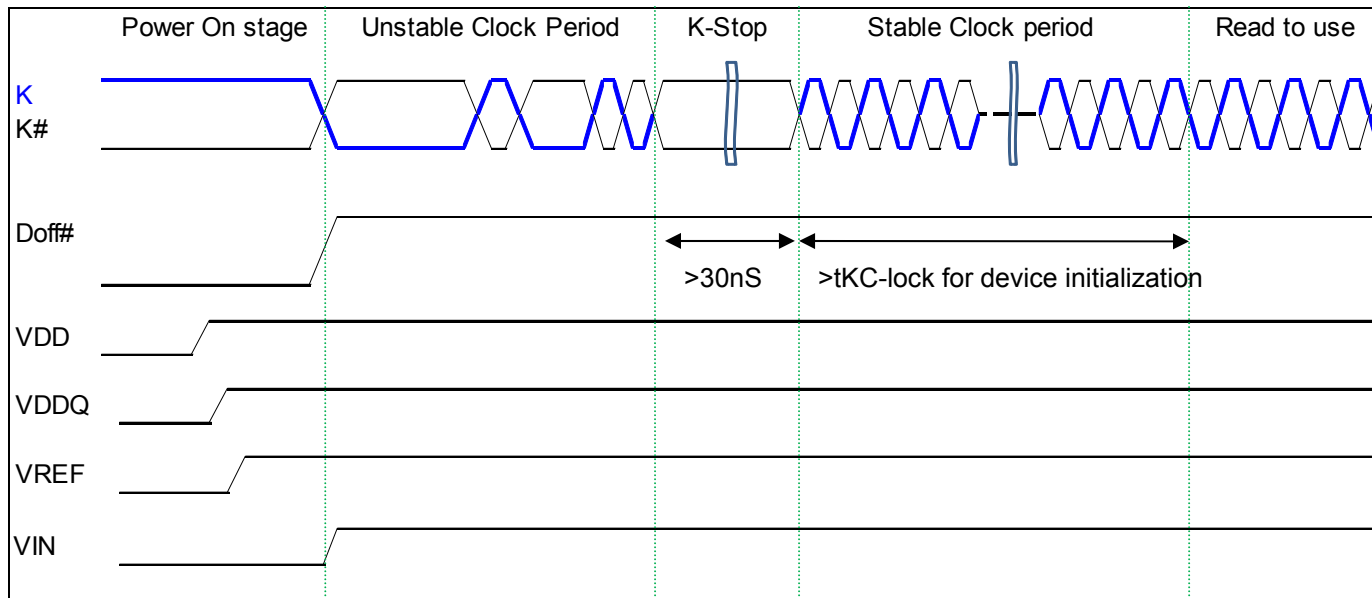 Power On stage Unstable Clock Period K-Stop Stable Clock period Read to use
K
K#
Doff#
>30nS >tKC-lock for device initialization
VDD
VDDQ
VREF
VIN